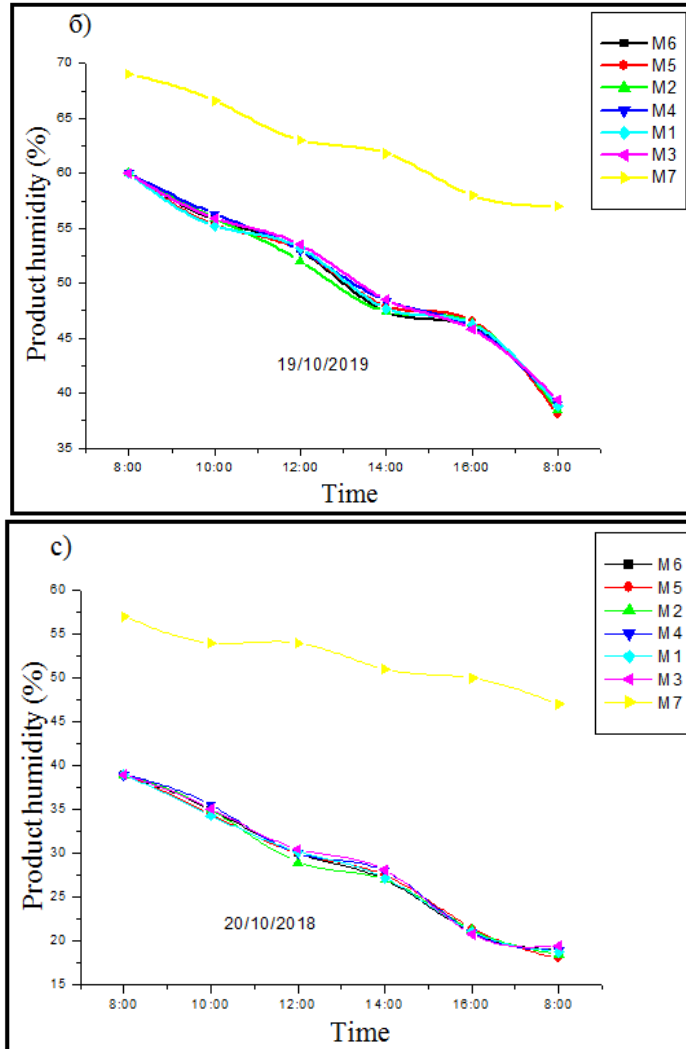 б)
M6
M5
M2
M4
M1
M3
M7
70
65
60
55
50
45
40
35
Product humidity (%)
19/10/2019
8:00 10:00 12:00 14:00 16:00 8:00
Time
c)
M6
M5
M2
M4
M1
M3
M7
60
55
50
45
40
35
30
25
20
15
Product humidity (%)
20/10/2018
8:00 10:00 12:00 14:00 16:00 8:00
Time